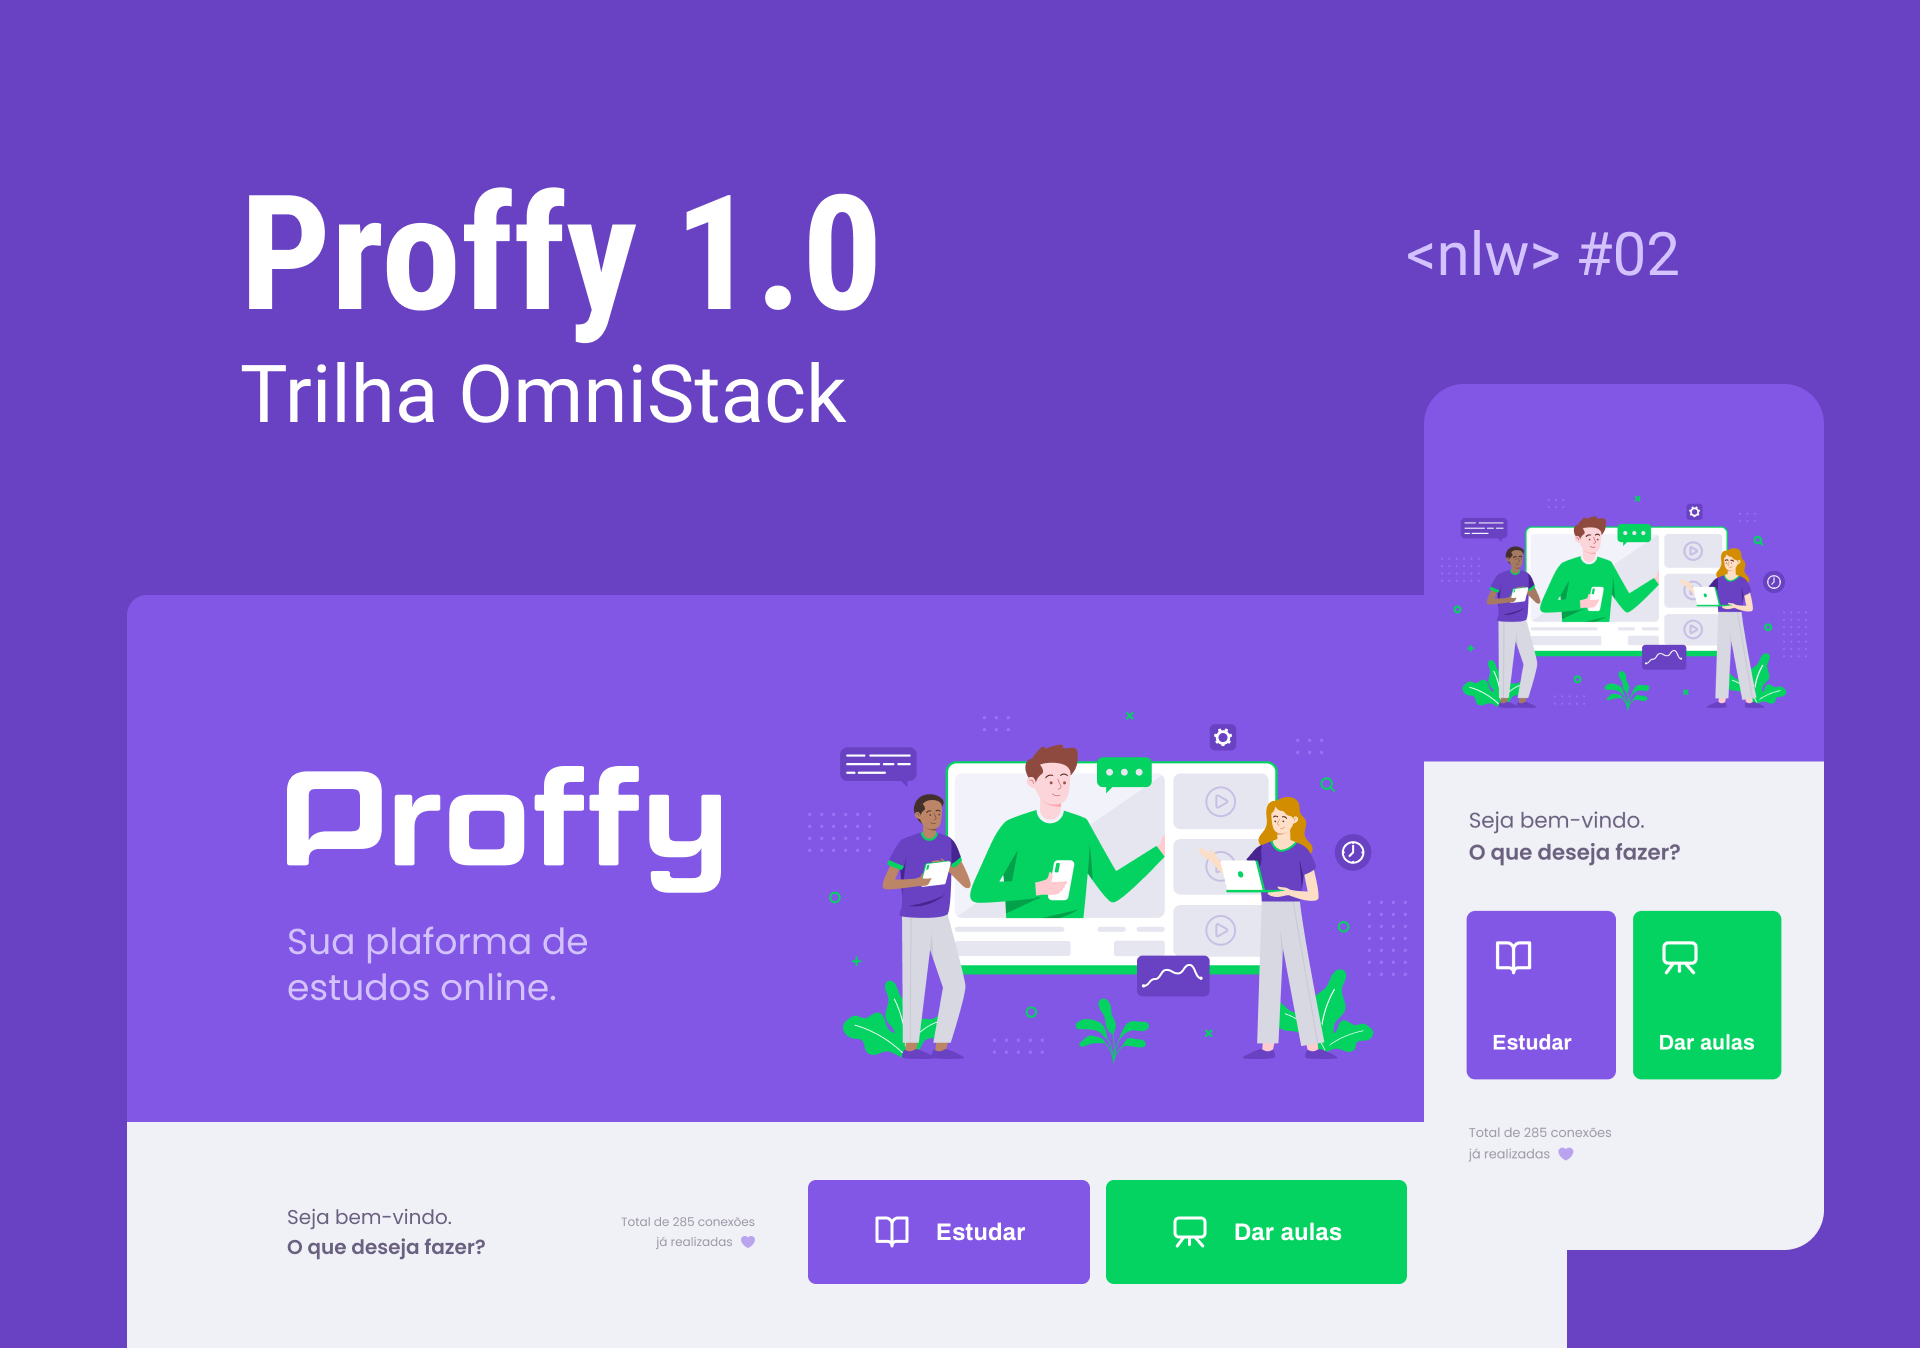 Proffy 1.0
Trilha OmniStack
<nlw> #02
Proffy
Sua plaforma de
estudos online.
Seja bem-vindo.
O que deseja fazer?
Total de 285 conexões
já realizadas
Estudar
Dar aulas
Seja bem-vindo.
O que deseja fazer?
Estudar
Dar aulas
Total de 285 conexões
já realizadas